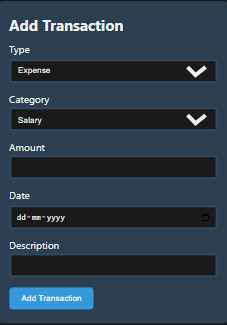 Add Transaction
Type
Expense
Category
Salary
Amount
Date
dd-mm-yyyy
Description
Add Transaction